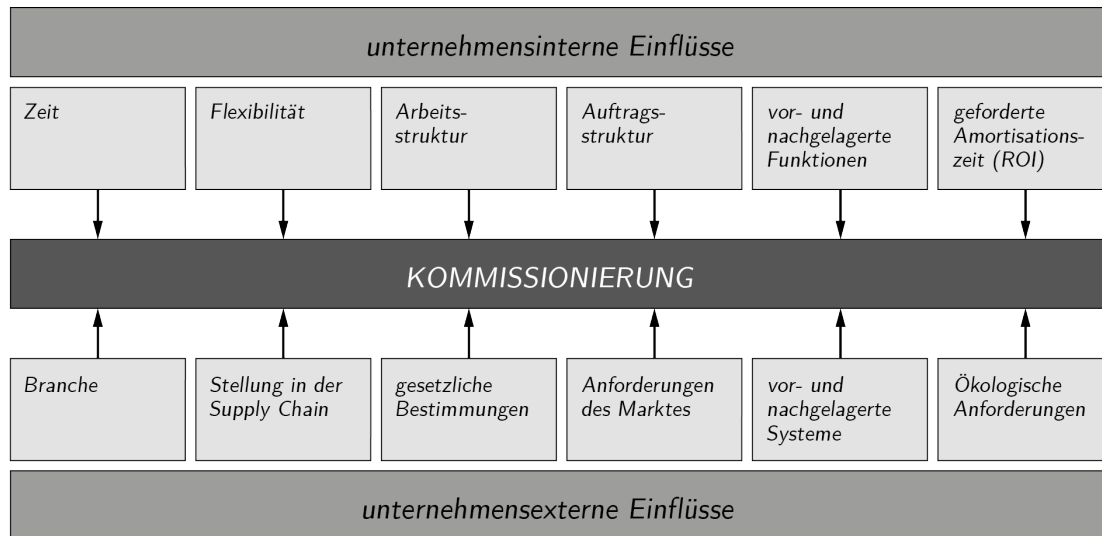 unternehmensinterne Einflüsse
Zeit
Flexibilität
Arbeits-
struktur
Auftrags-
struktur
vor- und
nachgelagerte
Funktionen
geforderte
Amortisations-
zeit (ROI)
KOMMISSIONIERUNG
Branche
Stellung in der
Supply Chain
gesetzliche
Bestimmungen
Anforderungen
des Marktes
vor- und
nachgelagerte
Systeme
Ökologische
Anforderungen
unternehmensexterne Einflüsse